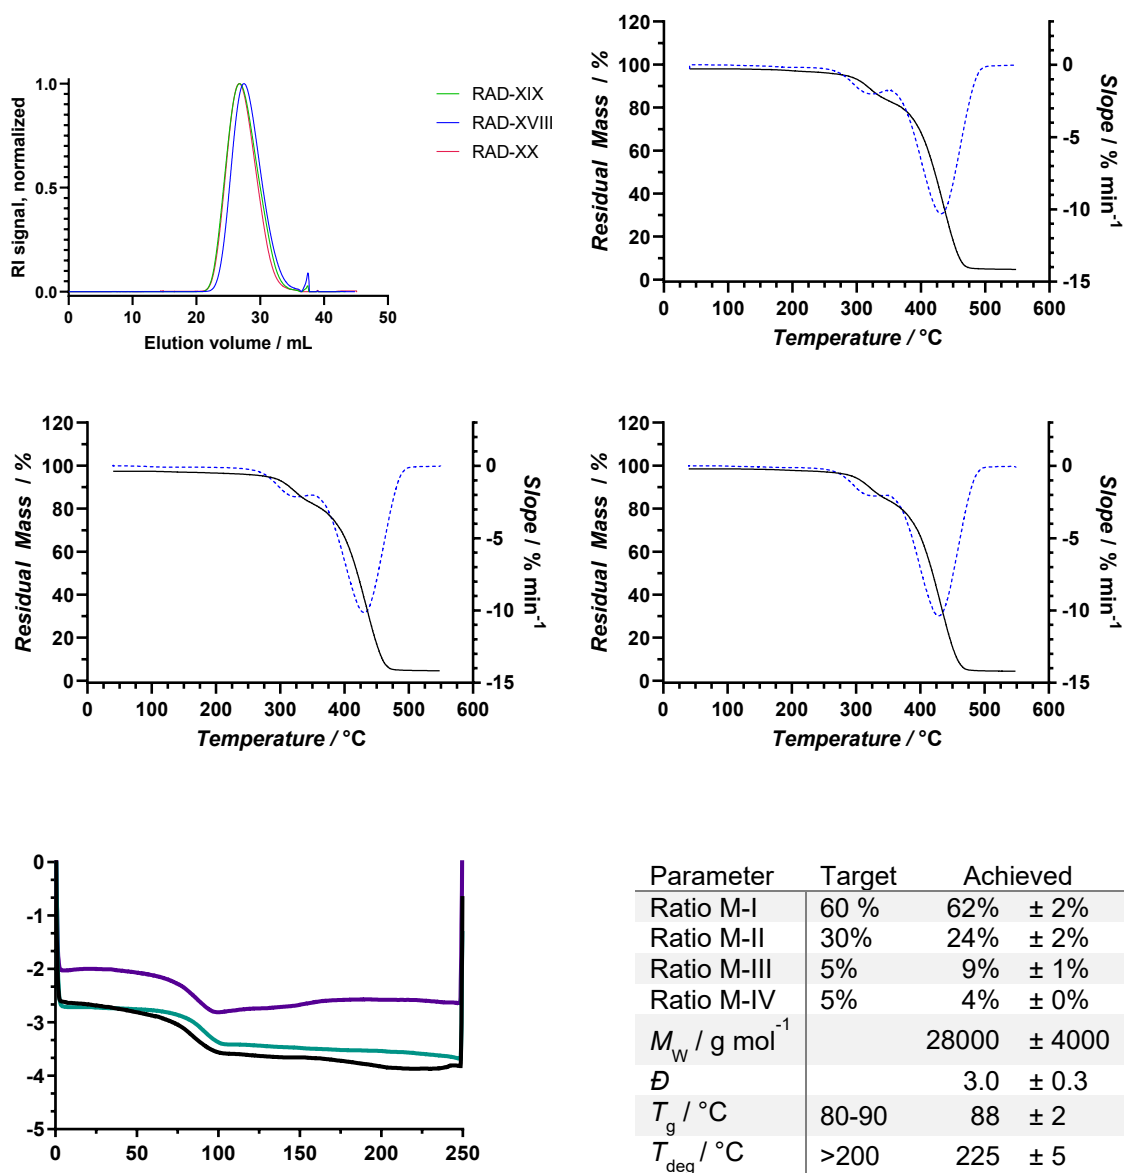 1.0
0.5
0.0
RI signal, normalized
0 10 20 30 40 50
Elution volume / mL
RAD-XIX
RAD-XVIII
RAD-XX
120
100
80
60
40
20
0
Residual Mass / %
0
-5
-10
-15
Slope / % min-1
0 100 200 300 400 500 600
Temperature / °C
120
100
80
60
40
20
0
Residual Mass / %
0
-5
-10
-15
Slope / % min-1
0 100 200 300 400 500 600
Temperature / °C
120
100
80
60
40
20
0
Residual Mass / %
0
-5
-10
-15
Slope / % min-1
0 100 200 300 400 500 600
Temperature / °C
0
-1
-2
-3
-4
-5
0 50 100 150 200 250
Parameter Target Achieved
Ratio M-I 60 % 62% ± 2%
Ratio M-II 30% 24% ± 2%
Ratio M-III 5% 9% ± 1%
Ratio M-IV 5% 4% ± 0%
MW / g mol-1 28000 ± 4000
Đ 3.0 ± 0.3
Tg / °C 80-90 88 ± 2
Tdeg / °C >200 225 ± 5